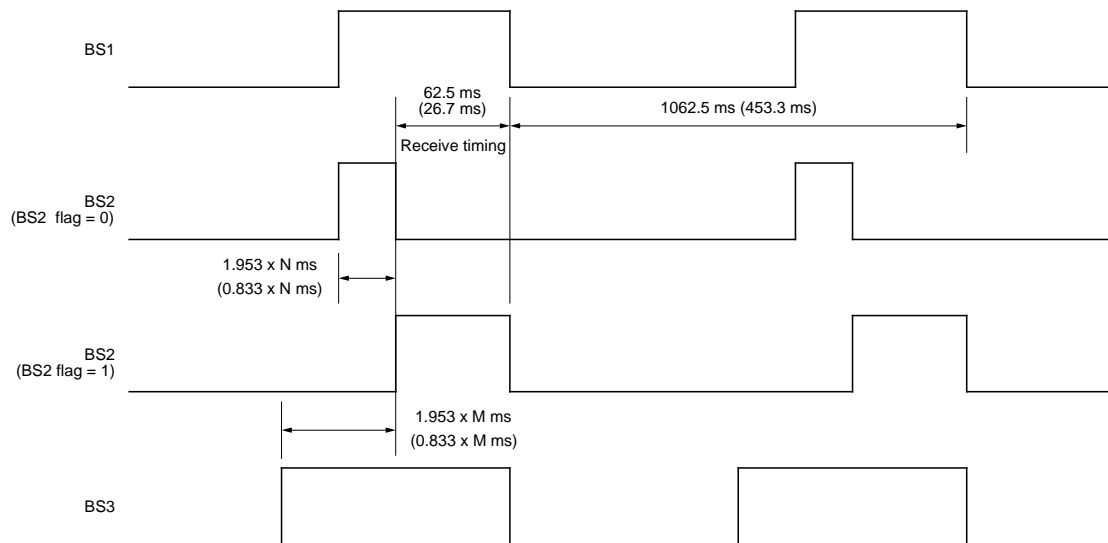 BS1
62.5 ms
(26.7 ms)
1062.5 ms (453.3 ms)
Receive timing
BS2
(BS2 flag = 0)
1.953 x N ms
(0.833 x N ms)
BS2
(BS2 flag = 1)
1.953 x M ms
(0.833 x M ms)
BS3